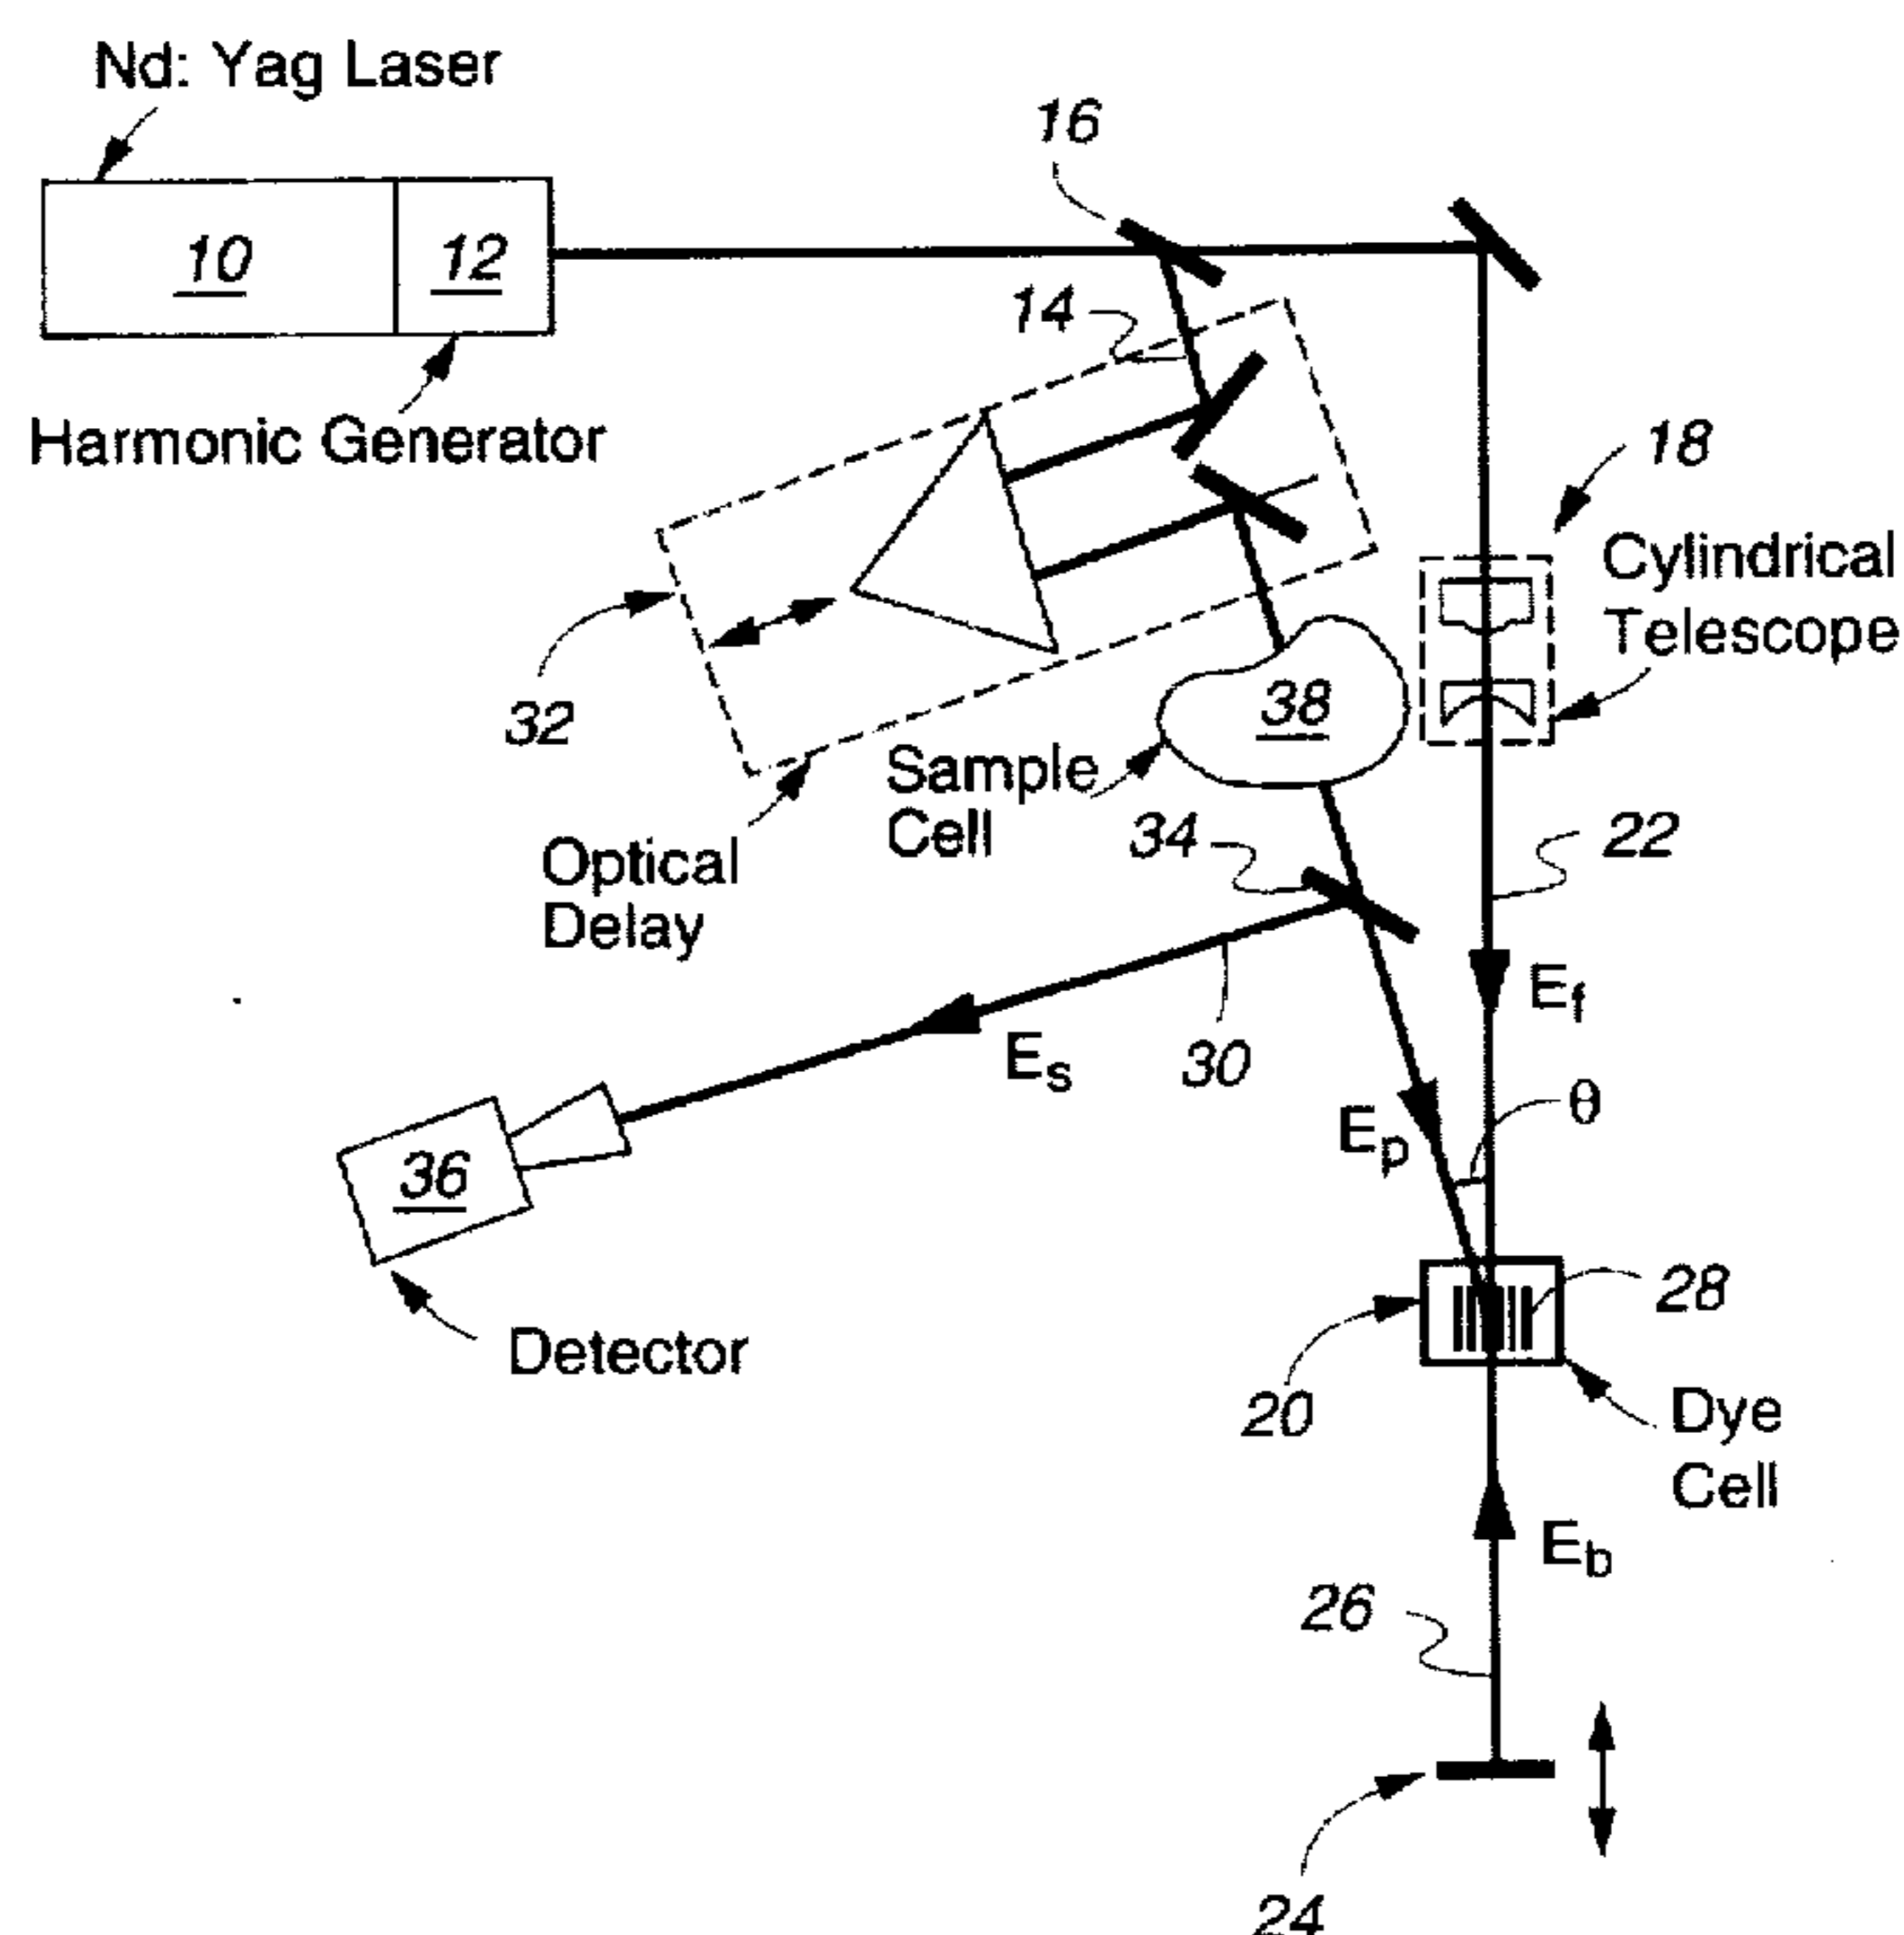 Nd: Yag Laser
16
10
12
14
Harmonic Generator
18
Cylindrical
Telescope
32
38
Sample
Cell
34
22
Optical
Delay
Ef
Es
30
θ
Ep
36
28
Detector
20
Dye
Cell
Eb
26
24